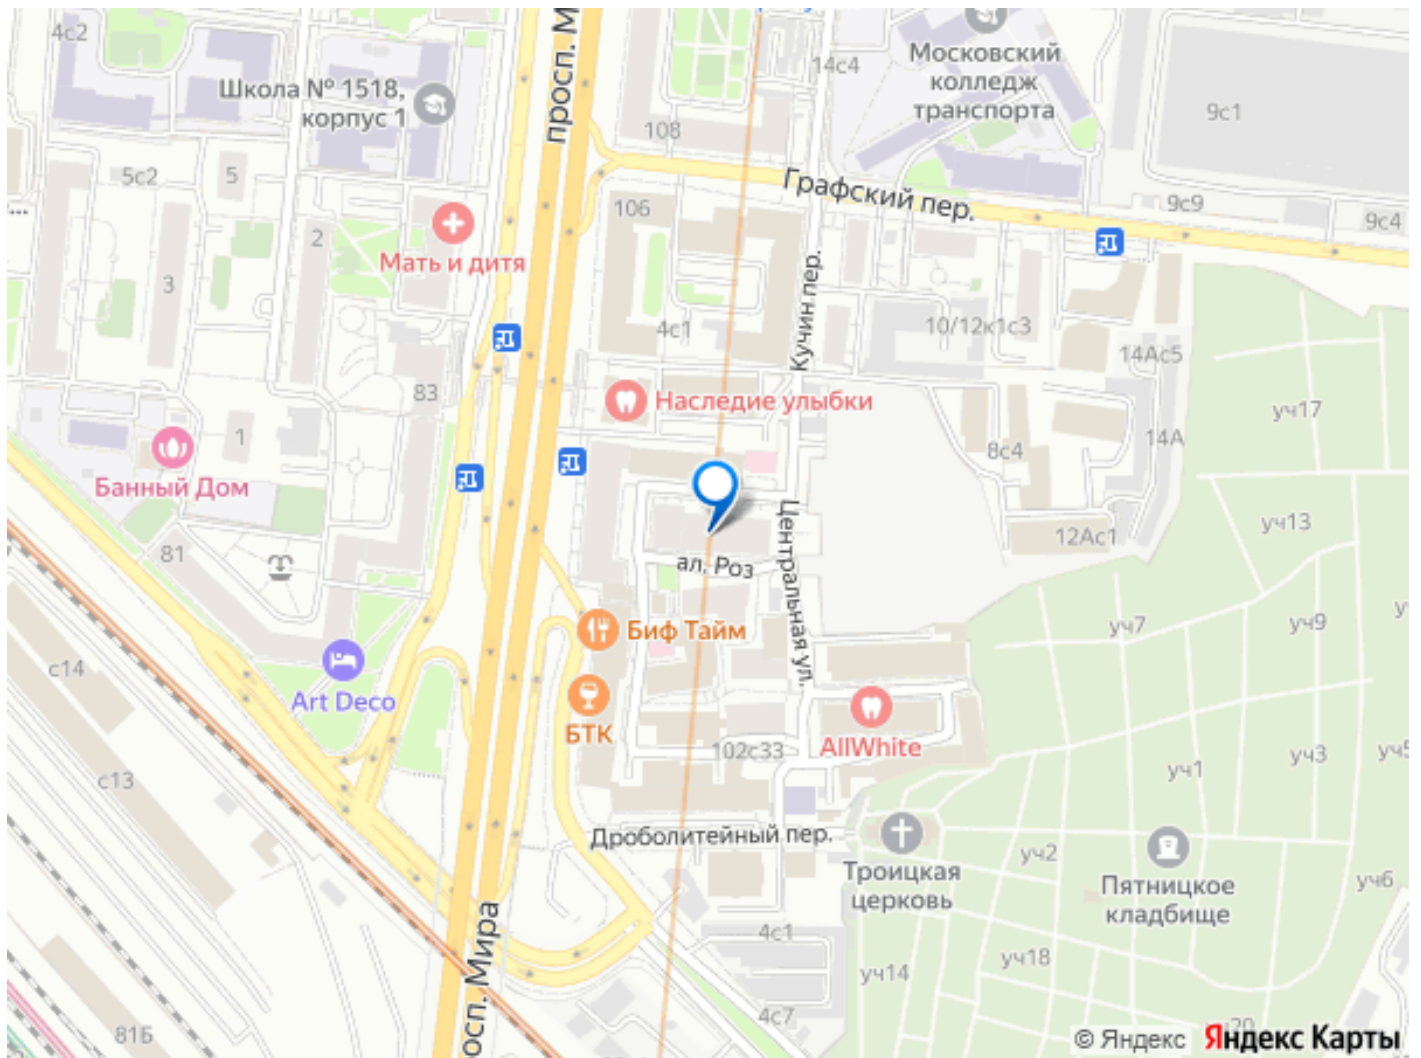 4с2
просп. М
14с4
Московский
колледж
транспорта
Школа № 1518,
корпус 1
9с1
108
5с2
5
Графский пер.
9с9
9с4
106
2
Мать и дитя
3
Кучин пер.
4с1
10/12к1с3
14Ас5
83
Наследие улыбки
уч17
1
8с4
14А
Банный Дом
Центральная ул.
уч13
12Ас1
81
ал. Роз
уч7
уч9
Биф Тайм
с14
Art Deco
БТК
102с33
AllWhite
уч3
уч1
с13
Дроболитейный пер.
уч2
Троицкая
церковь
Пятницкое
кладбище
уч6
просп. Мира
4с1
уч18
уч14
4с7
81Б
20
© Яндекс Яндекс Карты